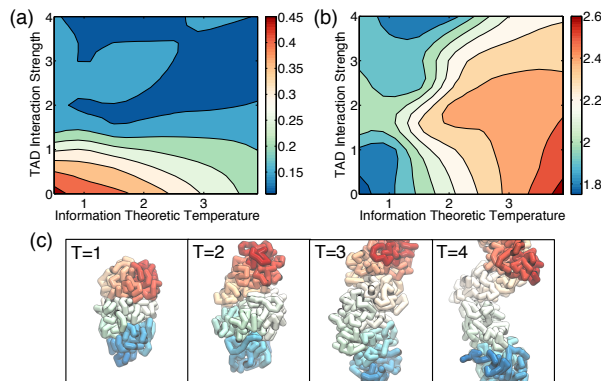 (a)
TAD Interaction Strength
4
3
2
1
0
1 2 3
Information Theoretic Temperature
0.45
0.4
0.35
0.3
0.25
0.2
0.15
(b)
TAD Interaction Strength
4
3
2
1
0
1 2 3
Information Theoretic Temperature
2.6
2.4
2.2
2
1.8
(c)
T=1 T=2 T=3 T=4